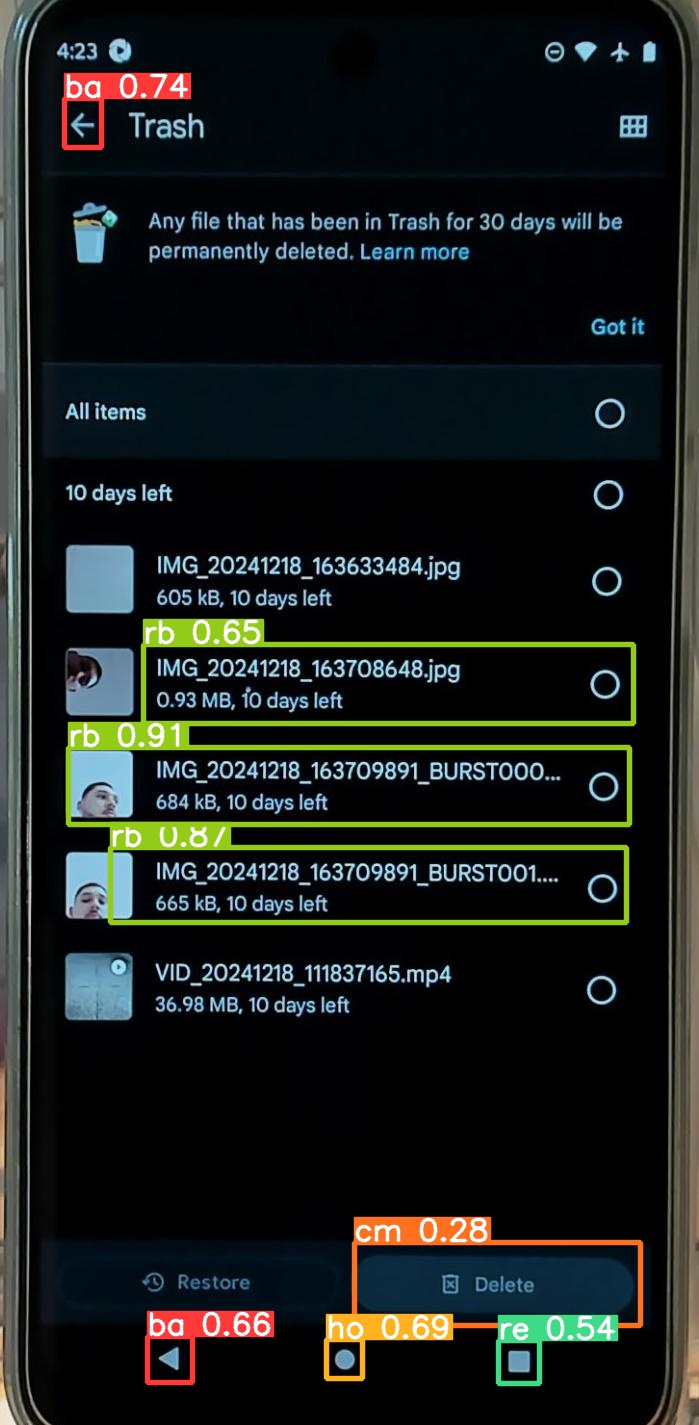 4:23
ba 0.74
Trash
Any file that has been in Trash for 30 days will be
permanently deleted. Learn more
Got it
All items
10 days left
IMG_20241218_163633484.jpg
605 kB, 10 days left
rb 0.65
IMG_20241218_163708648.jpg
0.93 MB, 10 days left
rb 0.91
IMG_20241218_163709891_BURST000...
684 kB, 10 days left
rb 0.87
IMG_20241218_163709891_BURST001....
665 kB, 10 days left
VID_20241218_111837165.mp4
36.98 MB, 10 days left
cm 0.28
Restore
Delete
ba 0.66
ho 0.69
re 0.54